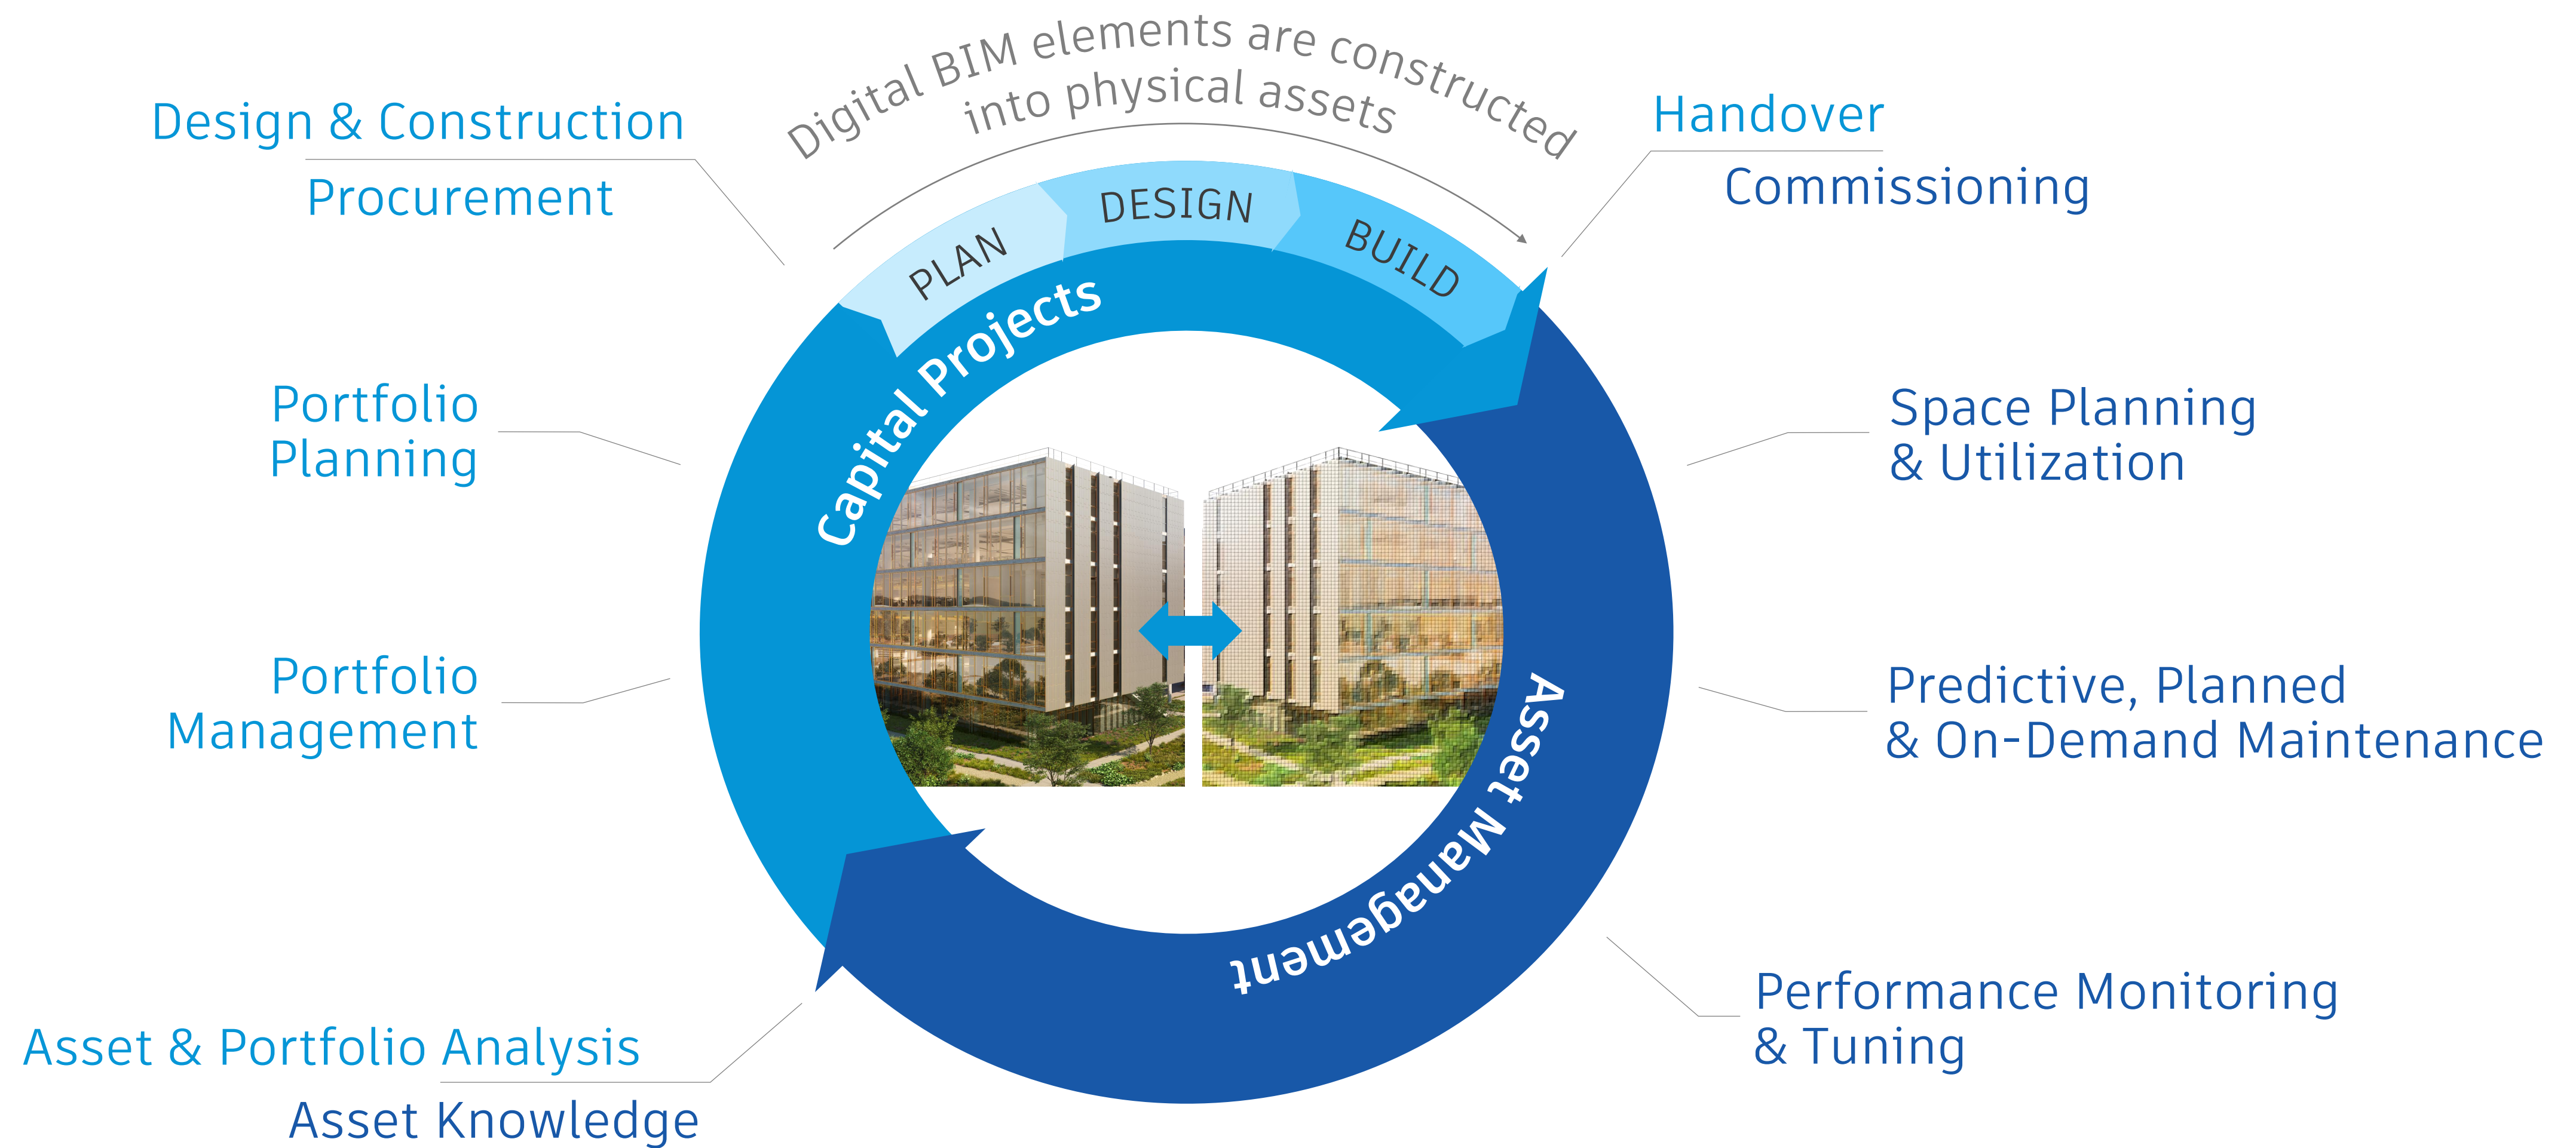 Digital BIM elements are constructed
into physical assets
Design & Construction
Procurement
Handover
Commissioning
PLAN
DESIGN
BUILD
Capital Projects
Portfolio
Planning
Space Planning
& Utilization
Portfolio
Management
Predictive, Planned
& On-Demand Maintenance
Asset Management
Performance Monitoring
& Tuning
Asset & Portfolio Analysis
Asset Knowledge